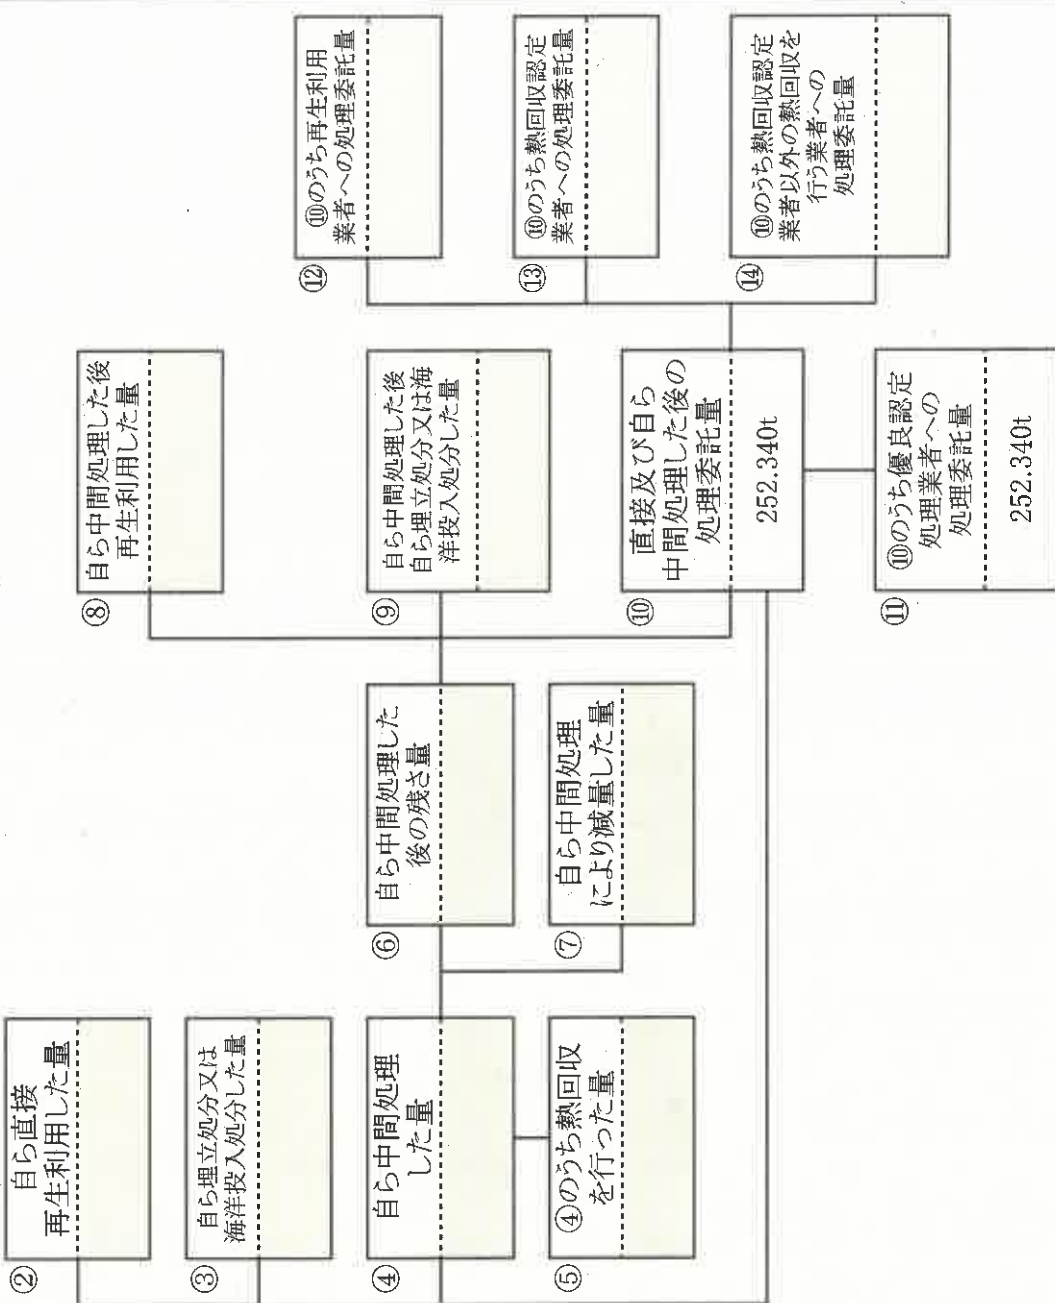 ②
自ら直接
再生利用した量
③
自ら埋立処分又は
海洋投入処分した量
④
自ら中間処理
した量
⑤
④のうち熱回収
を行った量
⑥
自ら中間処理した
後の残さ量
⑦
自ら中間処理
により減量した量
⑧
自ら中間処理した後
再生利用した量
⑨
自ら中間処理した後
自ら埋立処分又は海
洋投入処分した量
⑩
直接及び自ら
中間処理した後の
処理委託量
252.340t
⑪
⑩のうち優良認定
処理業者への
処理委託量
252.340t
⑫
⑩のうち再生利用
業者への処理委託量
⑬
⑩のうち熱回収認定
業者への処理委託量
⑭
⑩のうち熱回収認定
業者以外の熱回収を
行う業者への
処理委託量